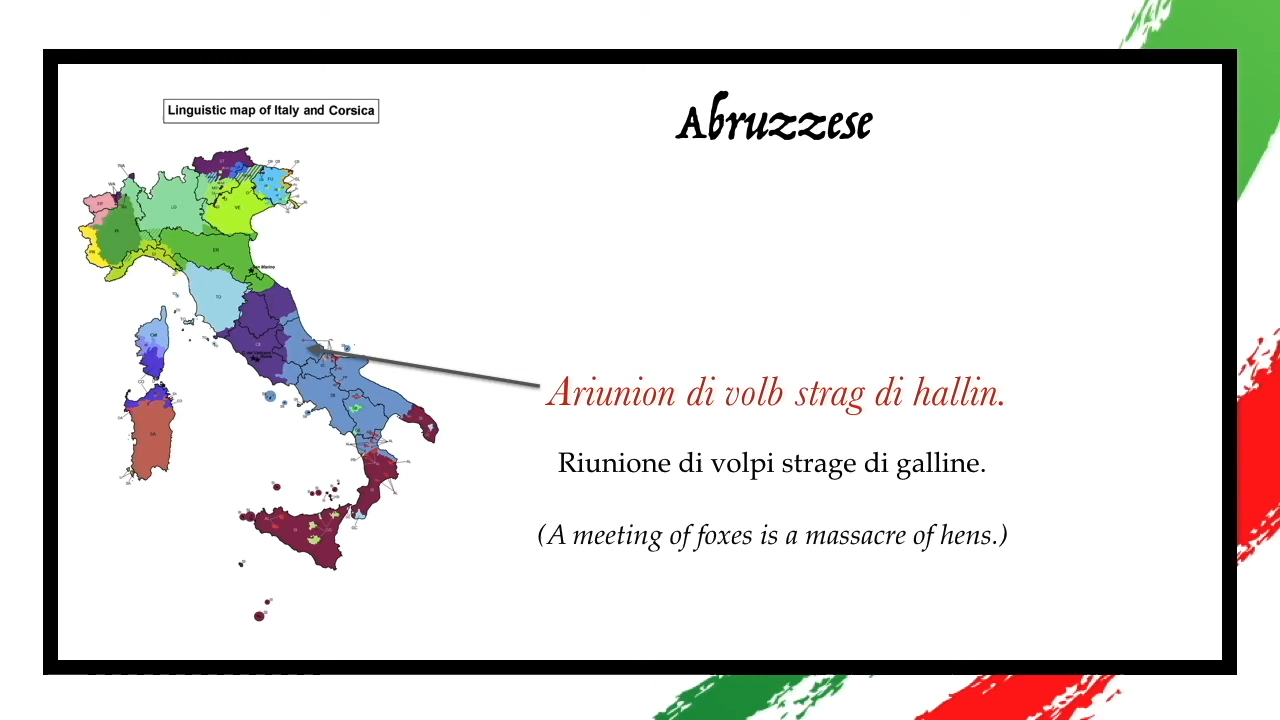 Linguistic map of Italy and Corsica
Abruzzese
Ariunion di volb strag di hallin.
Riunione di volpi strage di galline.
(A meeting of foxes is a massacre of hens.)